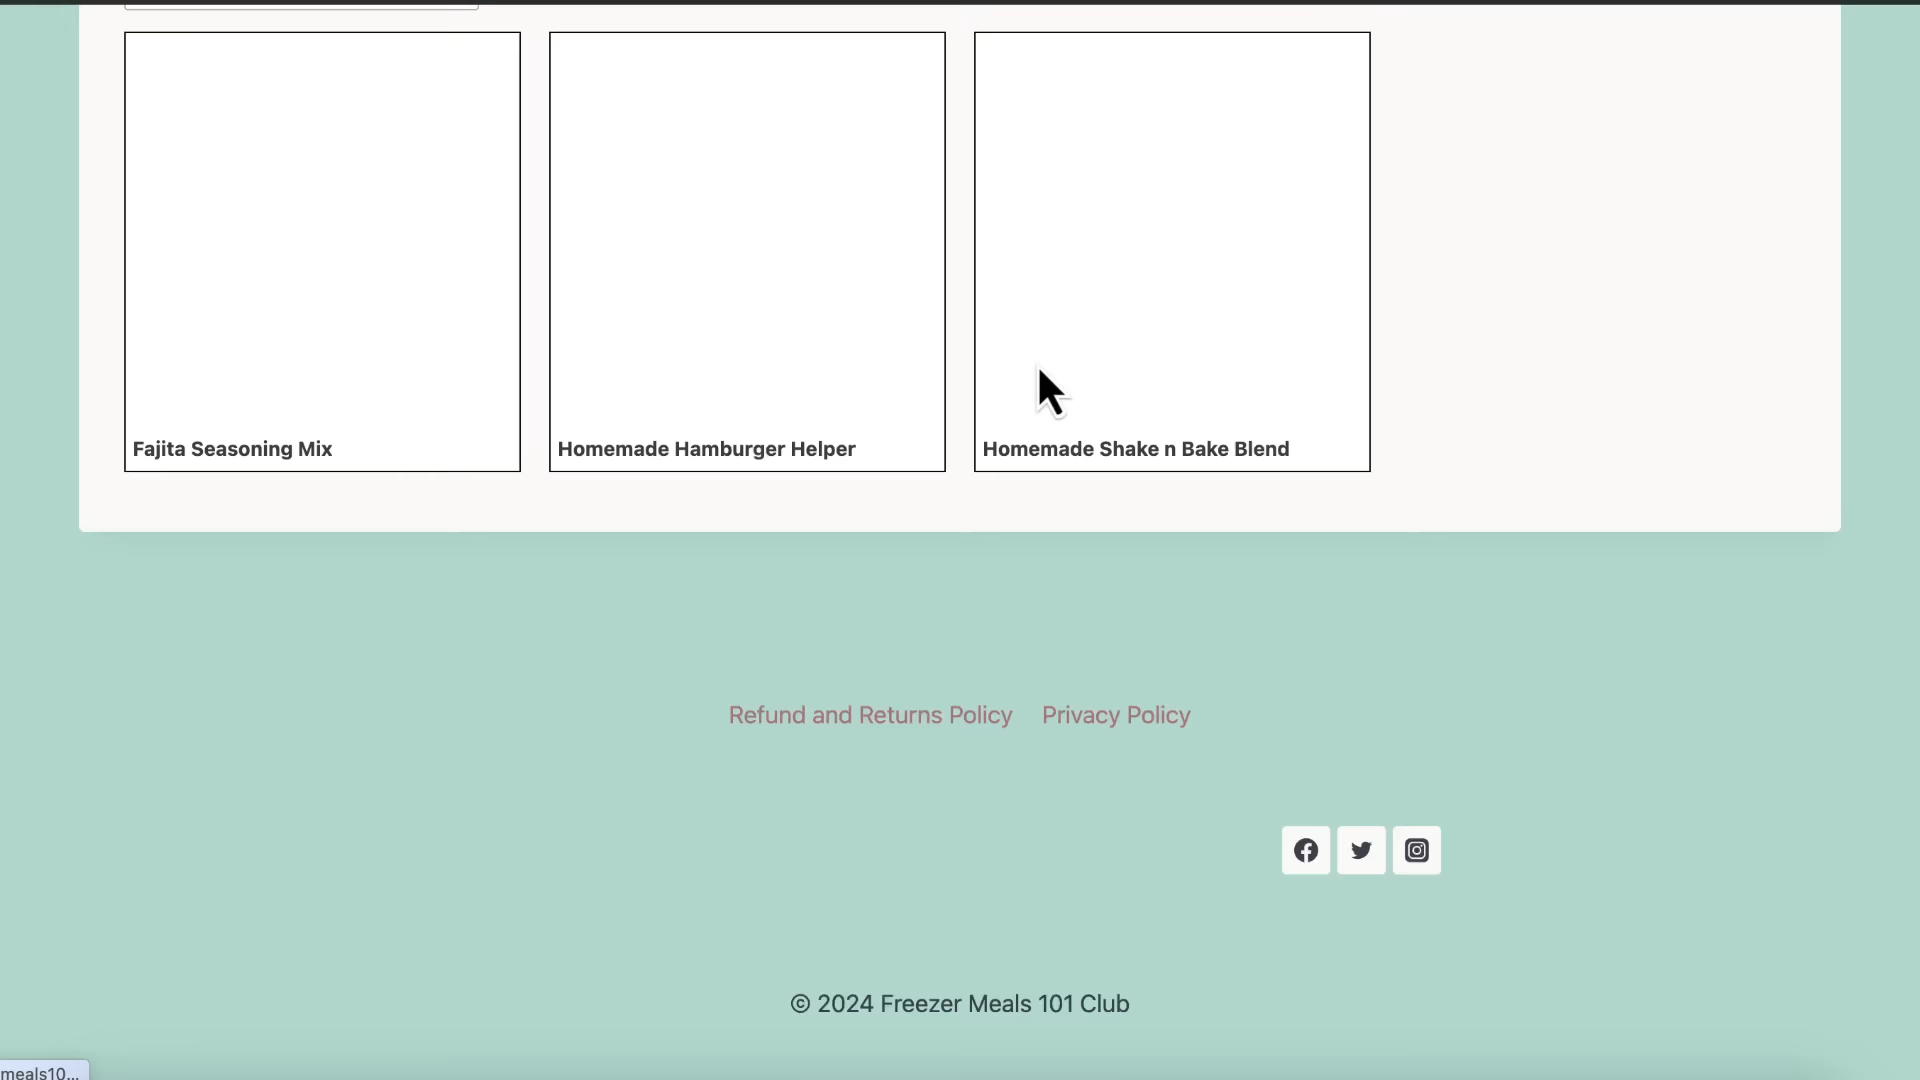 Fajita Seasoning Mix
Homemade Hamburger Helper
Homemade Shake n Bake Blend
Refund and Returns Policy
Privacy Policy
© 2024 Freezer Meals 101 Club
meals10...